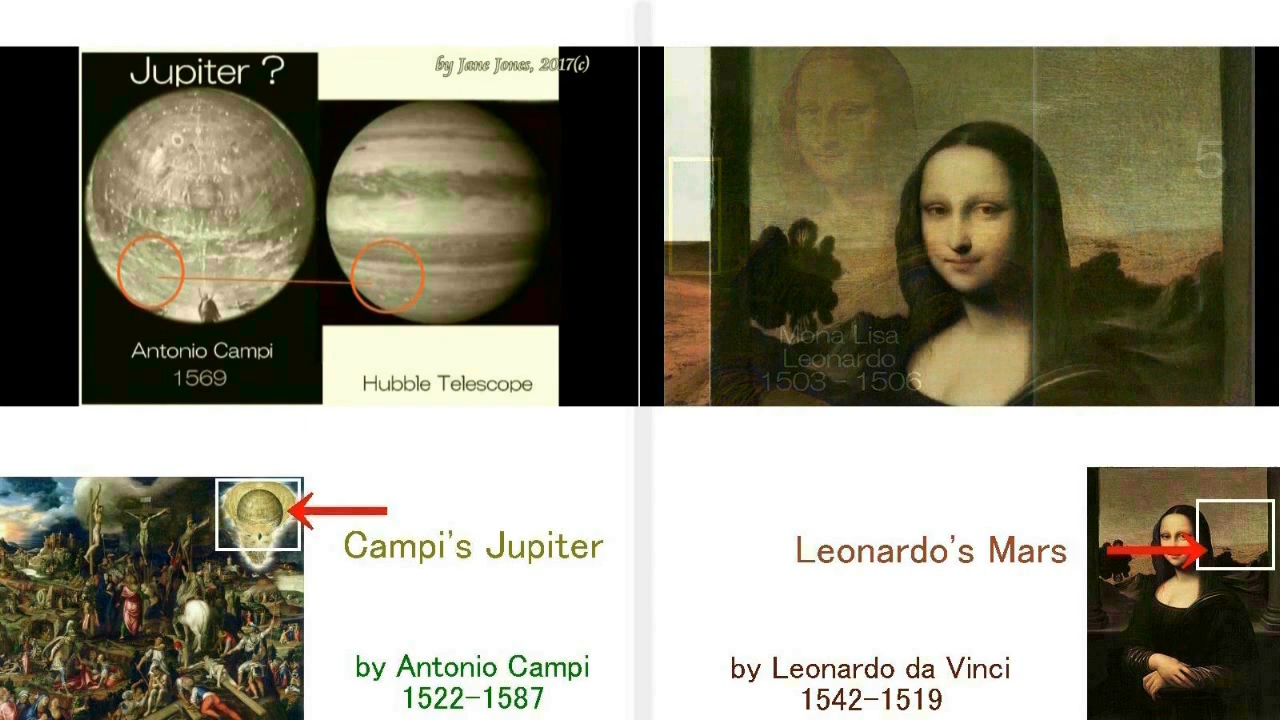 Jupiter ?
by Jane Jones, 2017(c)
Antonio Campi
1569
Hubble Telescope
5
Mona Lisa
Leonardo
1503 - 1506
Campi's Jupiter
by Antonio Campi
1522-1587
Leonardo's Mars
by Leonardo da Vinci
1542-1519